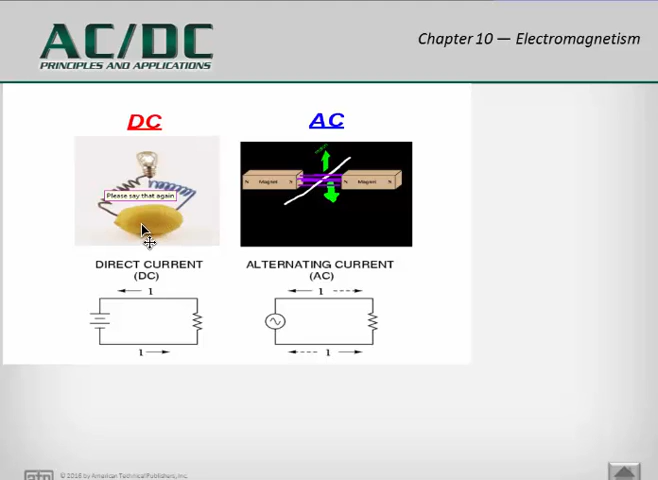 AC/DC
PRINCIPLES AND APPLICATIONS
Chapter 10 — Electromagnetism
DC
AC
Please say that again
Magnet
N
Magnet
DIRECT CURRENT
(DC)
ALTERNATING CURRENT
(AC)
I
I
I
I
atp
© 2018 by American Technical Publishers, Inc.